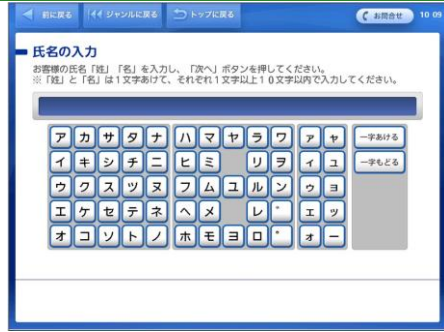 前に戻る ジャンルに戻る トップに戻る お問合せ 10 09
氏名の入力
お客様の氏名「姓」「名」を入力し、「次へ」ボタンを押してください。
※「姓」と「名」は1文字あけて、それぞれ1文字以上10文字以内で入力してください。
ア カ サ タ ナ ハ マ ヤ ラ ワ ァ ャ 一字あける
イ キ シ チ ニ ヒ ミ リ ヲ ィ ュ 一字もどる
ウ ク ス ツ ヌ フ ム ユ ル ン ゥ ョ
エ ケ セ テ ネ ヘ メ レ ゛ ェ ッ
オ コ ソ ト ノ ホ モ ヨ ロ ゜ ォ ー